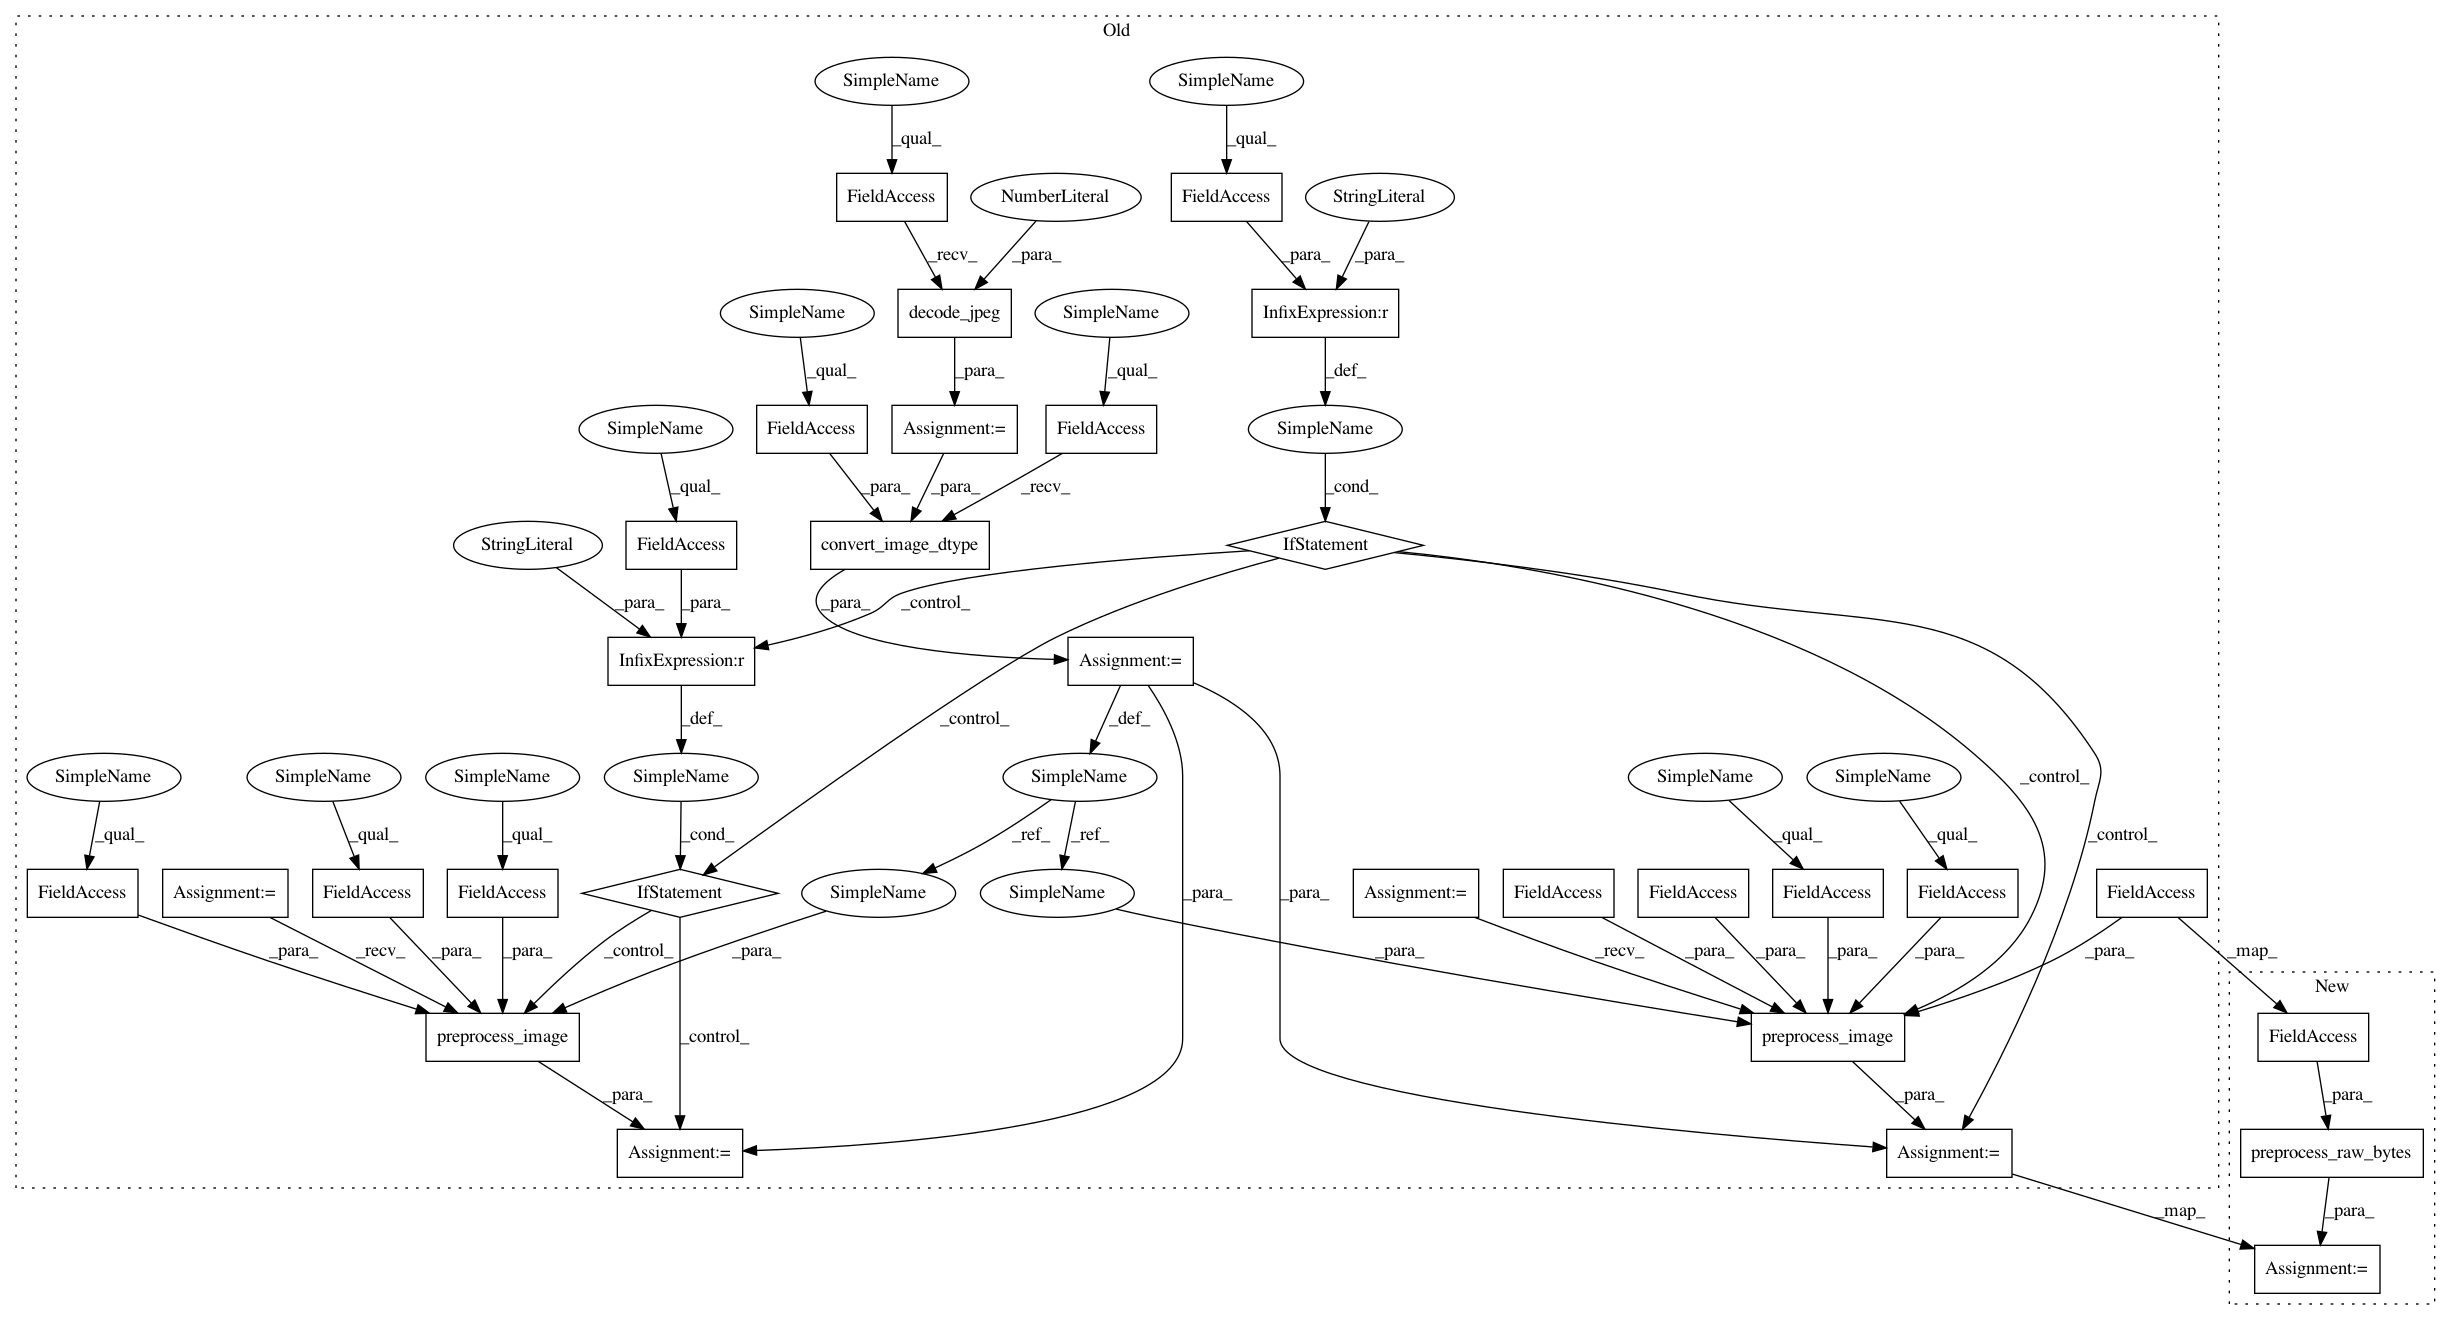 Old
SimpleName
SimpleName
_qual_
_qual_
FieldAccess
NumberLiteral
FieldAccess
StringLiteral
_recv_
_para_
_para_
_para_
SimpleName
decode_jpeg
SimpleName
InfixExpression:r
_qual_
_para_
_qual_
_def_
SimpleName
FieldAccess
Assignment:=
FieldAccess
SimpleName
_qual_
_para_
_para_
_recv_
_cond_
StringLiteral
FieldAccess
convert_image_dtype
IfStatement
_para_
_para_
_para_
_control_
InfixExpression:r
Assignment:=
_def_
_control_
_def_
SimpleName
SimpleName
SimpleName
SimpleName
SimpleName
SimpleName
SimpleName
_control_
_qual_
_qual_
_qual_
_cond_
_ref_
_ref_
_qual_
_qual_
_control_
FieldAccess
Assignment:=
FieldAccess
FieldAccess
IfStatement
SimpleName
SimpleName
_para_
_para_
Assignment:=
FieldAccess
FieldAccess
FieldAccess
FieldAccess
FieldAccess
_para_
_recv_
_para_
_para_
_control_
_para_
_para_
_recv_
_para_
_para_
_para_
_para_
_para_
_map_
New
preprocess_image
_control_
preprocess_image
FieldAccess
_para_
_para_
_para_
Assignment:=
Assignment:=
preprocess_raw_bytes
_map_
_para_
Assignment:=